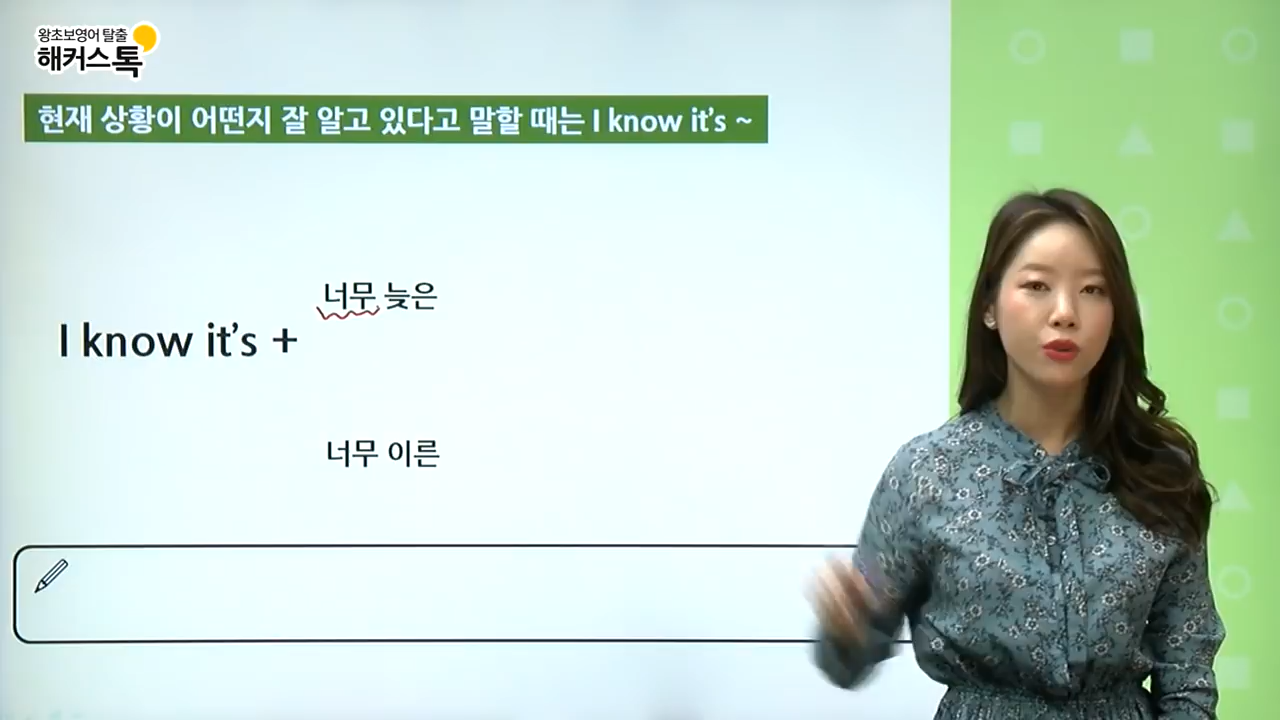 왕초보영어 탈출
해커스톡
현재 상황이 어떤지 잘 알고 있다고 말할 때는 I know it's ~
너무 늦은
I know it's +
너무 이른